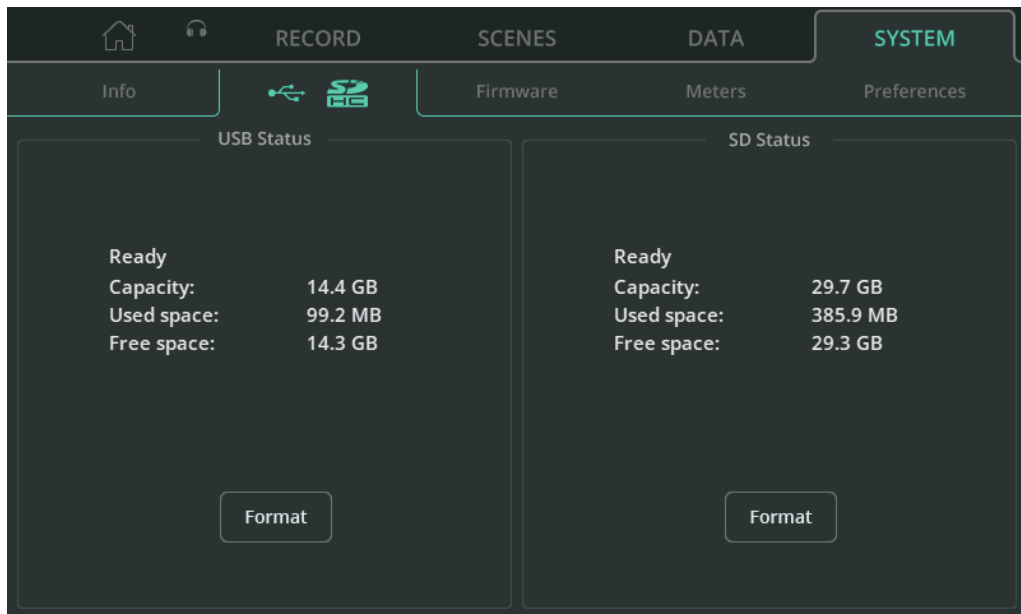 RECORD SCENES DATA SYSTEM
Info SD HC Firmware Meters Preferences
USB Status
Ready
Capacity: 14.4 GB
Used space: 99.2 MB
Free space: 14.3 GB
Format
SD Status
Ready
Capacity: 29.7 GB
Used space: 385.9 MB
Free space: 29.3 GB
Format